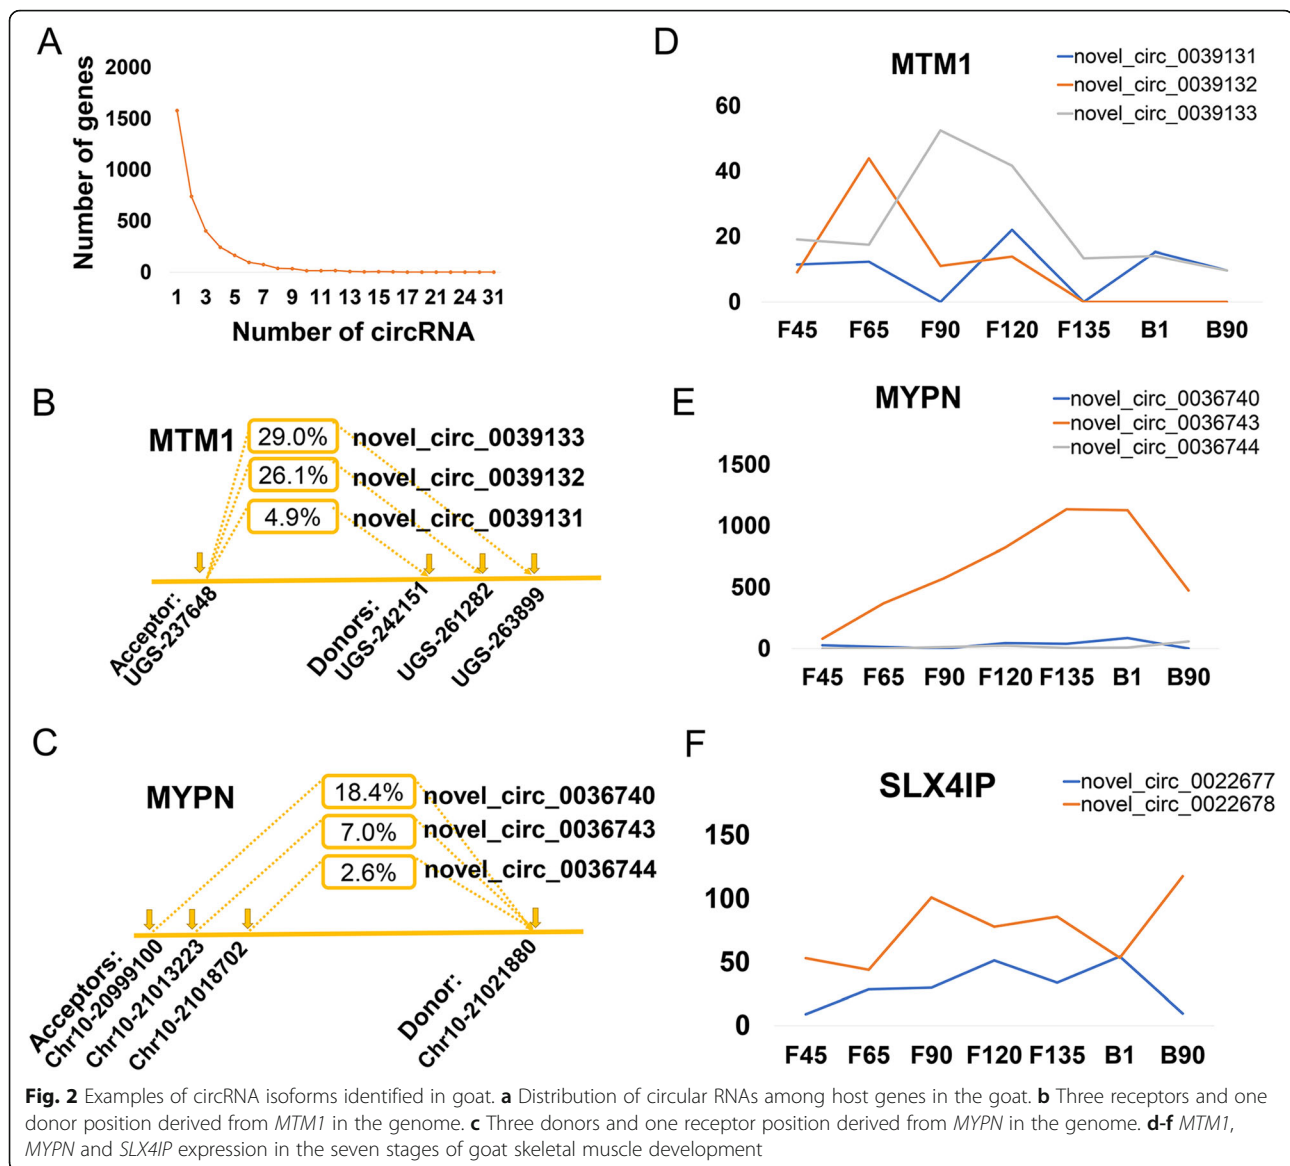 A
Number of genes
2000
1500
1000
500
0
1 3 5 7 9 11 13 15 17 21 24 31
Number of circRNA
B
MTM1
29.0% novel_circ_0039133
26.1% novel_circ_0039132
4.9% novel_circ_0039131
Acceptor:
UGS-237648
Donors:
UGS-242151
UGS-261282
UGS-263899
C
MYPN
18.4% novel_circ_0036740
7.0% novel_circ_0036743
2.6% novel_circ_0036744
Acceptors:
Chr10-20999100
Chr10-21013223
Chr10-21018702
Donor:
Chr10-21021880
D
MTM1
novel_circ_0039131
novel_circ_0039132
novel_circ_0039133
60
40
20
0
F45 F65 F90 F120 F135 B1 B90
E
MYPN
novel_circ_0036740
novel_circ_0036743
novel_circ_0036744
1500
1000
500
0
F45 F65 F90 F120 F135 B1 B90
F
SLX4IP
novel_circ_0022677
novel_circ_0022678
150
100
50
0
F45 F65 F90 F120 F135 B1 B90
Fig. 2 Examples of circRNA isoforms identified in goat. a Distribution of circular RNAs among host genes in the goat. b Three receptors and one
donor position derived from MTM1 in the genome. c Three donors and one receptor position derived from MYPN in the genome. d-f MTM1,
MYPN and SLX4IP expression in the seven stages of goat skeletal muscle development